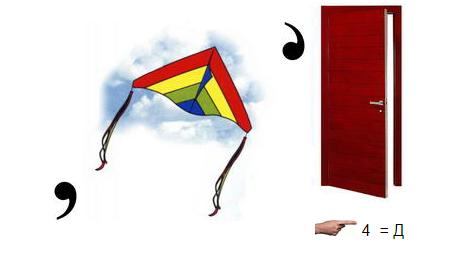 ,
,
4 = Д